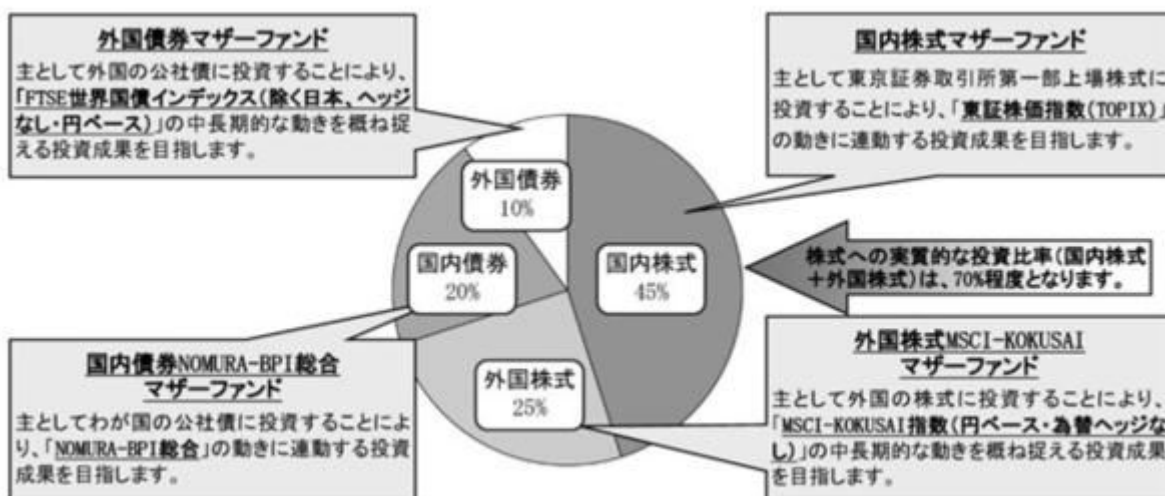 外国債券マザーファンド
主として外国の公社債に投資することにより、
「FTSE世界国債インデックス(除く日本、ヘッジ
なし・円ベース)」の中長期的な動きを概ね捉
える投資成果を目指します。
国内株式マザーファンド
主として東京証券取引所第一部上場株式に
投資することにより、「東証株価指数(TOPIX)」
の動きに連動する投資成果を目指します。
外国債券
10%
国内債券
20%
国内株式
45%
外国株式
25%
株式への実質的な投資比率(国内株式
+外国株式)は、70%程度となります。
国内債券NOMURA-BPI総合
マザーファンド
主としてわが国の公社債に投資することによ
り、「NOMURA-BPI総合」の動きに連動する投資
成果を目指します。
外国株式MSCI-KOKUSAI
マザーファンド
主として外国の株式に投資することにより、
「MSCI-KOKUSAI指数(円ベース・為替ヘッジな
し)」の中長期的な動きを概ね捉える投資成果
を目指します。